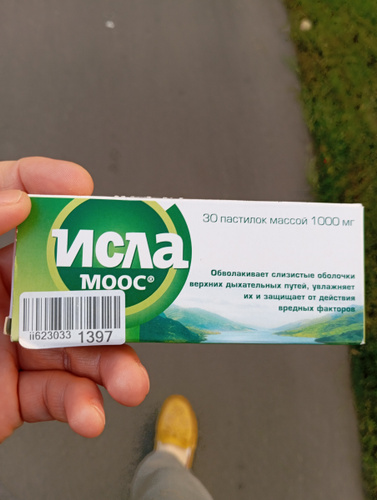 30 пастилок массой 1000 мг
исла
МООС®
Обволакивает слизистые оболочки
верхних дыхательных путей, увлажняет
их и защищает от действия
вредных факторов
ii623033 1397